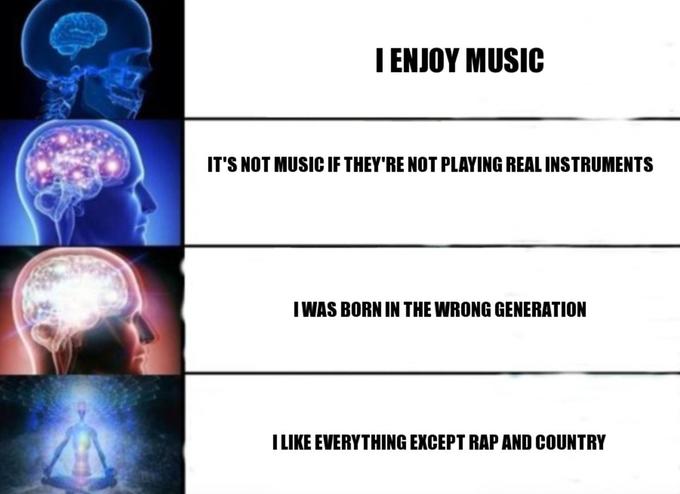 I ENJOY MUSIC
IT'S NOT MUSIC IF THEY'RE NOT PLAYING REAL INSTRUMENTS
I WAS BORN IN THE WRONG GENERATION
I LIKE EVERYTHING EXCEPT RAP AND COUNTRY